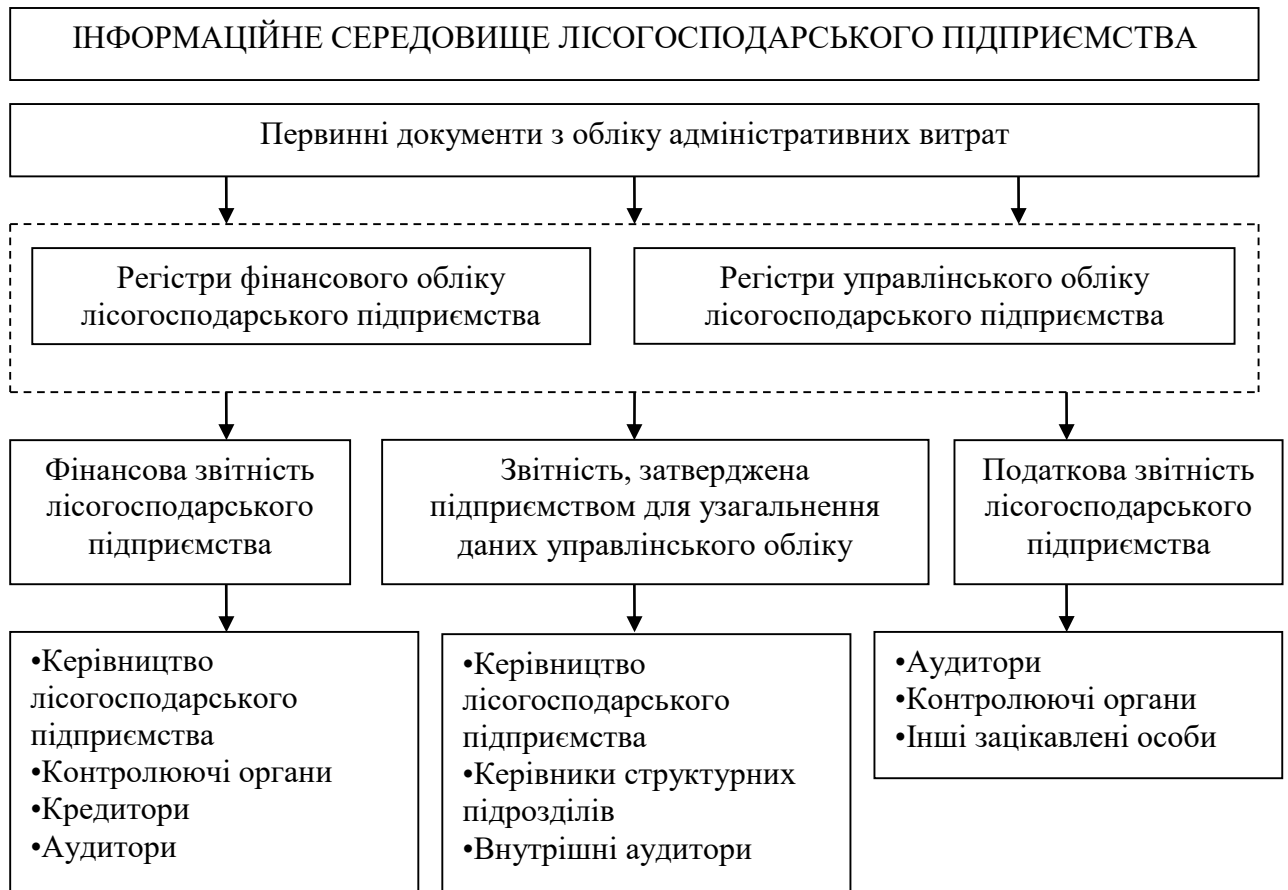 ІНФОРМАЦІЙНЕ СЕРЕДОВИЩЕ ЛІСОГОСПОДАРСЬКОГО ПІДПРИЄМСТВА
Первинні документи з обліку адміністративних витрат
Регістри фінансового обліку
лісогосподарського підприємства
Регістри управлінського обліку
лісогосподарського підприємства
Фінансова звітність
лісогосподарського
підприємства
Звітність, затверджена
підприємством для узагальнення
даних управлінського обліку
Податкова звітність
лісогосподарського
підприємства
•Керівництво
лісогосподарського
підприємства
•Контролюючі органи
•Кредитори
•Аудитори
•Керівництво
лісогосподарського
підприємства
•Керівники структурних
підрозділів
•Внутрішні аудитори
•Аудитори
•Контролюючі органи
•Інші зацікавлені особи